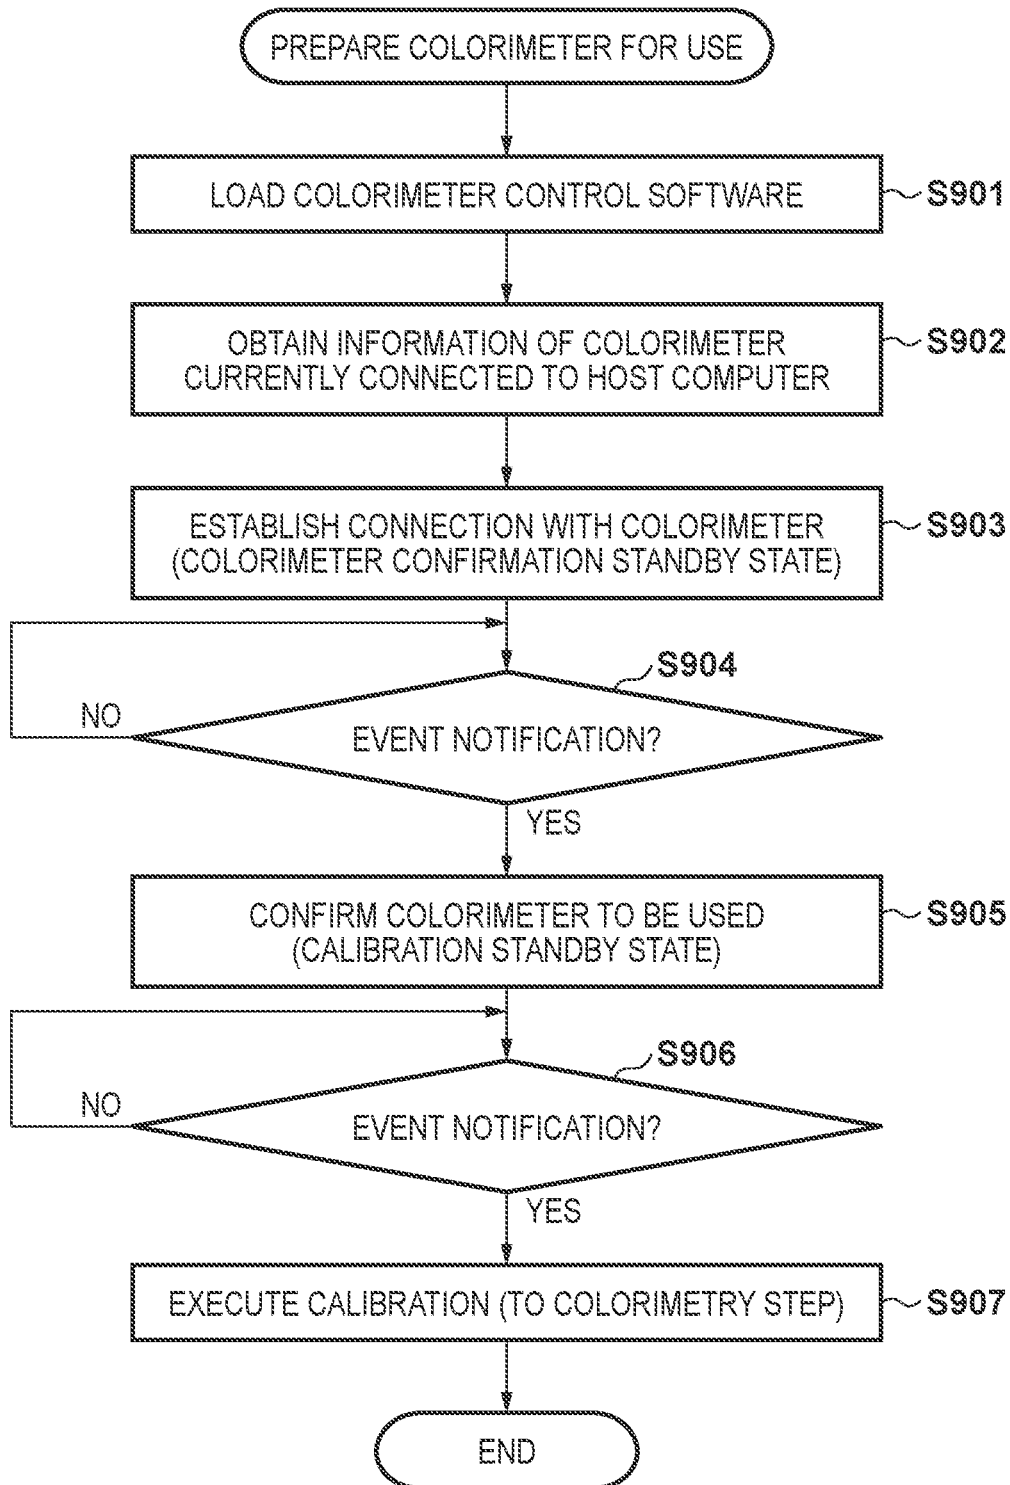 PREPARE COLORIMETER FOR USE
LOAD COLORIMETER CONTROL SOFTWARE
S901
OBTAIN INFORMATION OF COLORIMETER
CURRENTLY CONNECTED TO HOST COMPUTER
S902
ESTABLISH CONNECTION WITH COLORIMETER
(COLORIMETER CONFIRMATION STANDBY STATE)
S903
S904
NO
EVENT NOTIFICATION?
YES
CONFIRM COLORIMETER TO BE USED
(CALIBRATION STANDBY STATE)
S905
S906
NO
EVENT NOTIFICATION?
YES
EXECUTE CALIBRATION (TO COLORIMETRY STEP)
S907
END